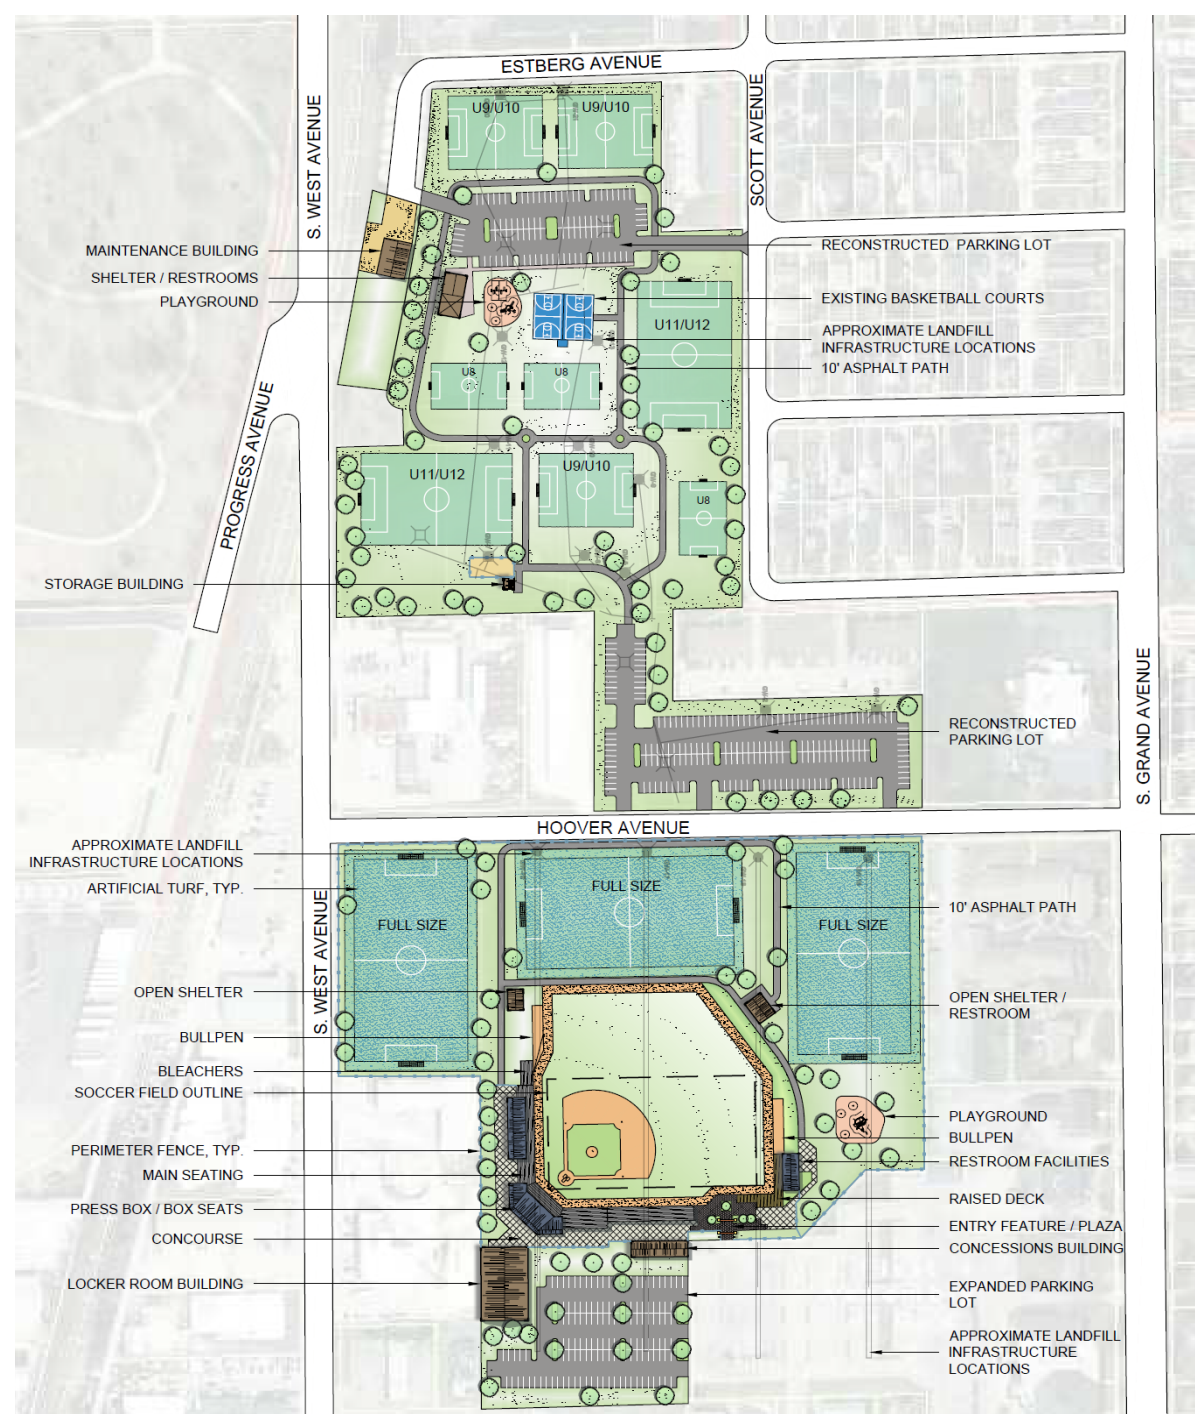 ESTBERG AVENUE
S. WEST AVENUE
SCOTT AVENUE
U9/U10
U9/U10
MAINTENANCE BUILDING
SHELTER / RESTROOMS
PLAYGROUND
RECONSTRUCTED PARKING LOT
EXISTING BASKETBALL COURTS
APPROXIMATE LANDFILL
INFRASTRUCTURE LOCATIONS
10' ASPHALT PATH
U11/U12
U8
U8
PROGRESS AVENUE
U11/U12
U9/U10
U8
STORAGE BUILDING
S. GRAND AVENUE
RECONSTRUCTED
PARKING LOT
HOOVER AVENUE
APPROXIMATE LANDFILL
INFRASTRUCTURE LOCATIONS
ARTIFICIAL TURF, TYP.
S. WEST AVENUE
FULL SIZE
FULL SIZE
FULL SIZE
10' ASPHALT PATH
OPEN SHELTER
BULLPEN
BLEACHERS
SOCCER FIELD OUTLINE
PERIMETER FENCE, TYP.
MAIN SEATING
PRESS BOX / BOX SEATS
CONCOURSE
LOCKER ROOM BUILDING
OPEN SHELTER /
RESTROOM
PLAYGROUND
BULLPEN
RESTROOM FACILITIES
RAISED DECK
ENTRY FEATURE / PLAZA
CONCESSIONS BUILDING
EXPANDED PARKING
LOT
APPROXIMATE LANDFILL
INFRASTRUCTURE
LOCATIONS